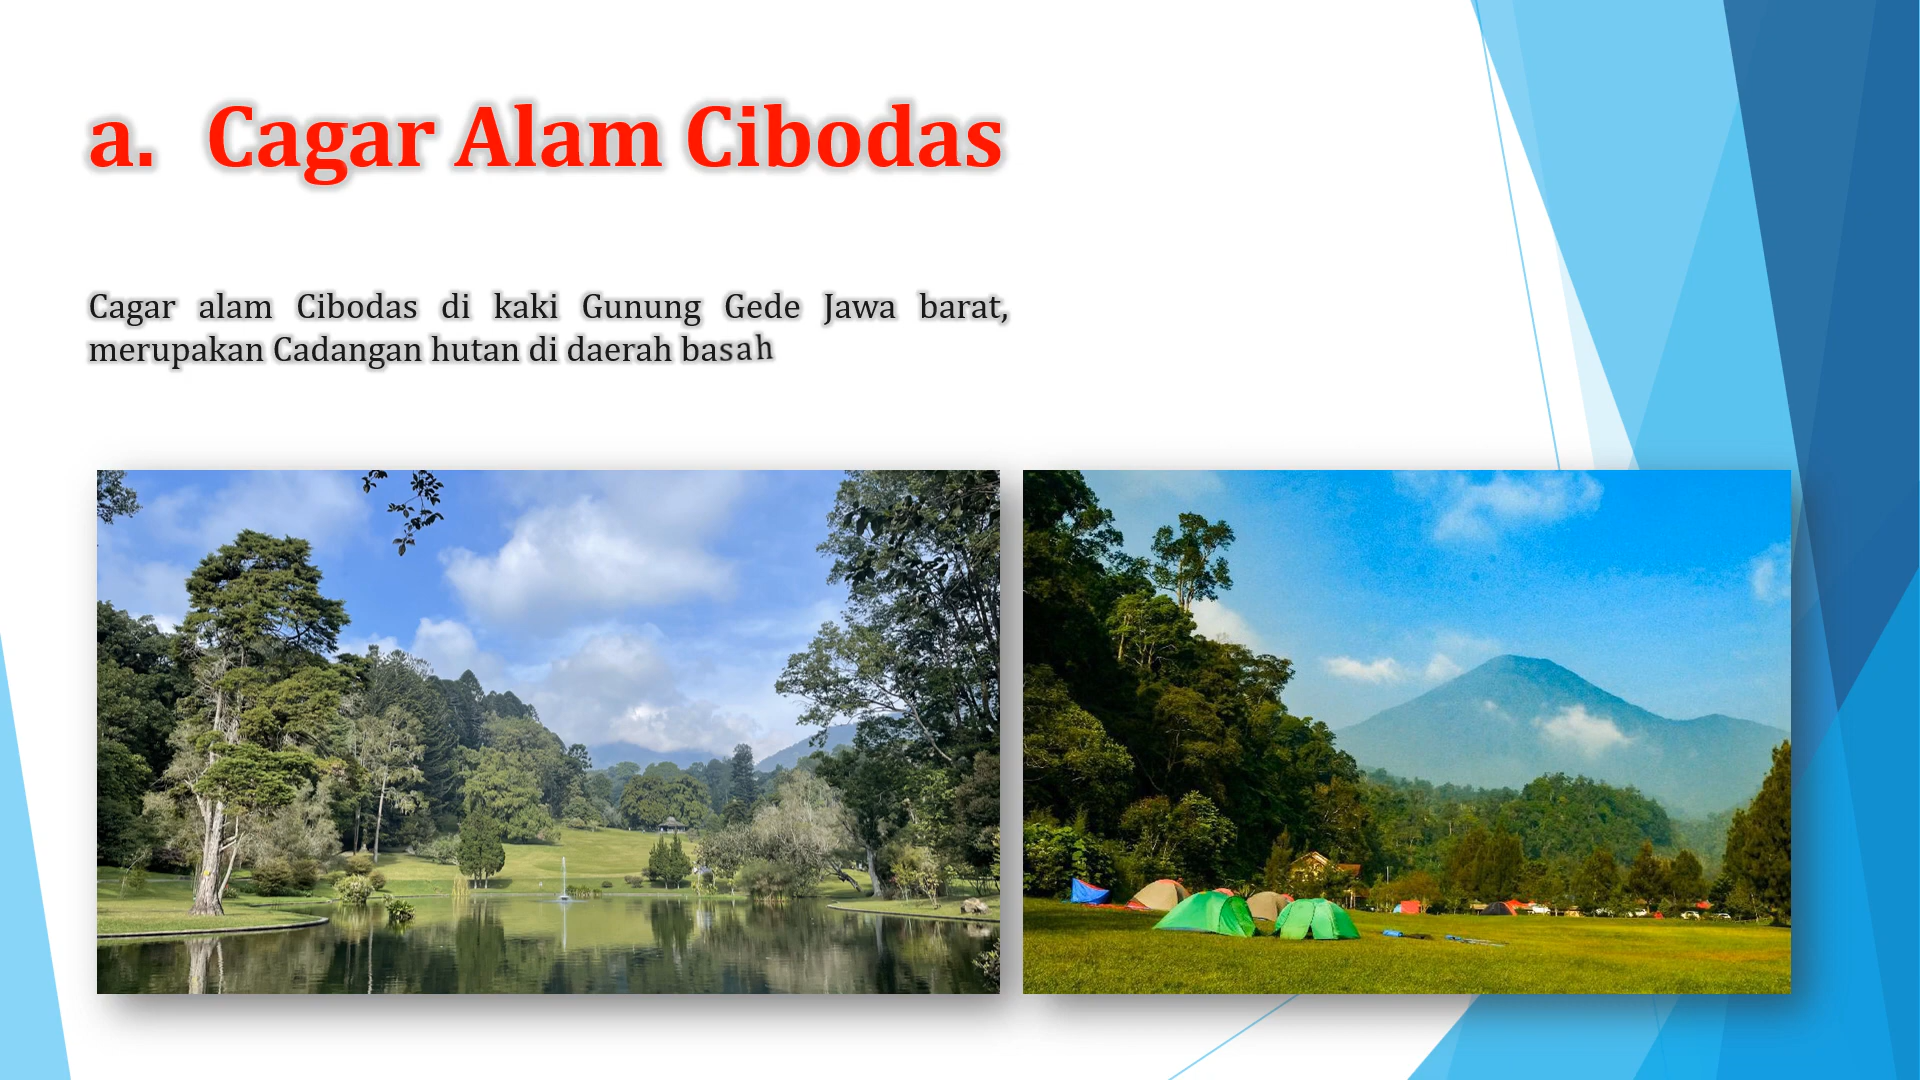 a. Cagar Alam Cibodas
Cagar alam Cibodas di kaki Gunung Gede Jawa barat,
merupakan Cadangan hutan di daerah basah